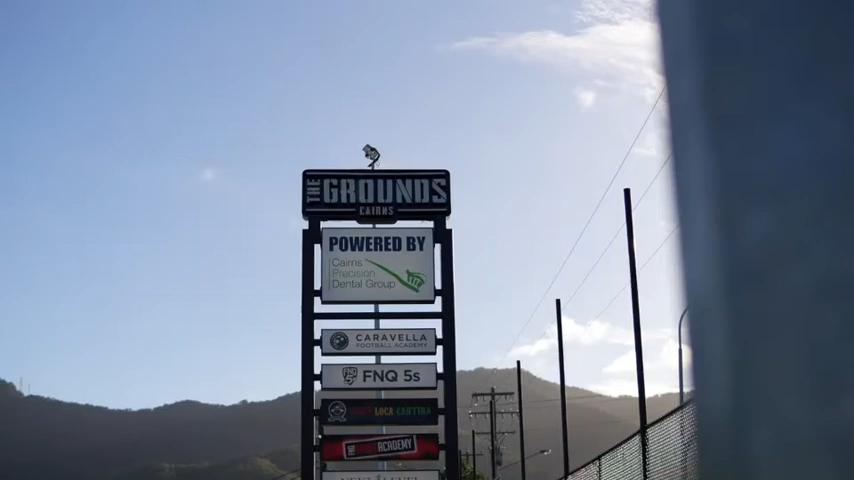 THE GROUNDS
CAIRNS
POWERED BY
Cairns
Precision
Dental Group
CARAVELLA
FOOTBALL ACADEMY
FNQ 5s
LOCA CANTINA
ACADEMY